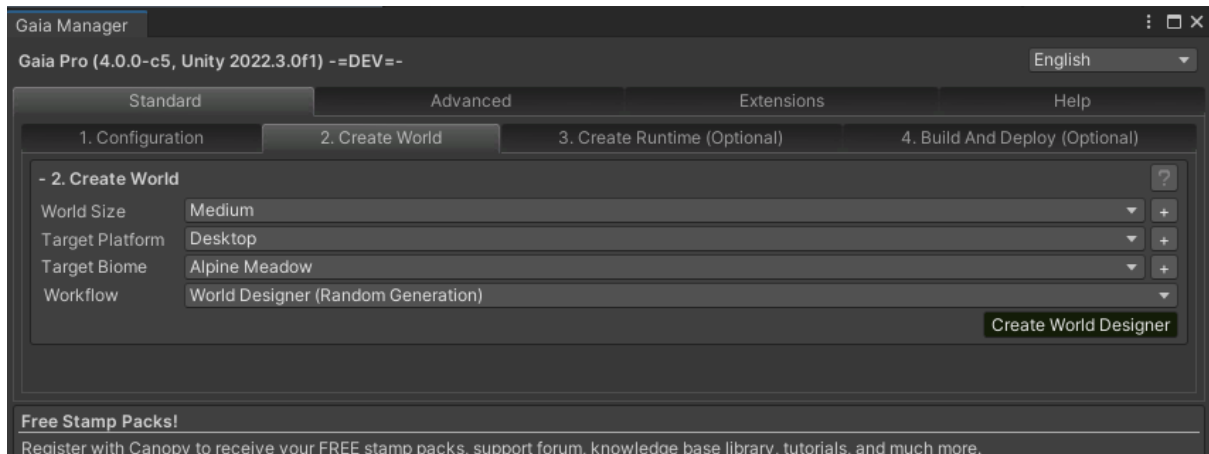 Gaia Manager
Gaia Pro (4.0.0-c5, Unity 2022.3.0f1) -=DEV=- English
Standard Advanced Extensions Help
1. Configuration 2. Create World 3. Create Runtime (Optional) 4. Build And Deploy (Optional)
- 2. Create World ?
World Size Medium +
Target Platform Desktop +
Target Biome Alpine Meadow +
Workflow World Designer (Random Generation)
Create World Designer
Free Stamp Packs!
Register with Canopy to receive your FREE stamp packs, support forum, knowledge base library, tutorials, and much more.